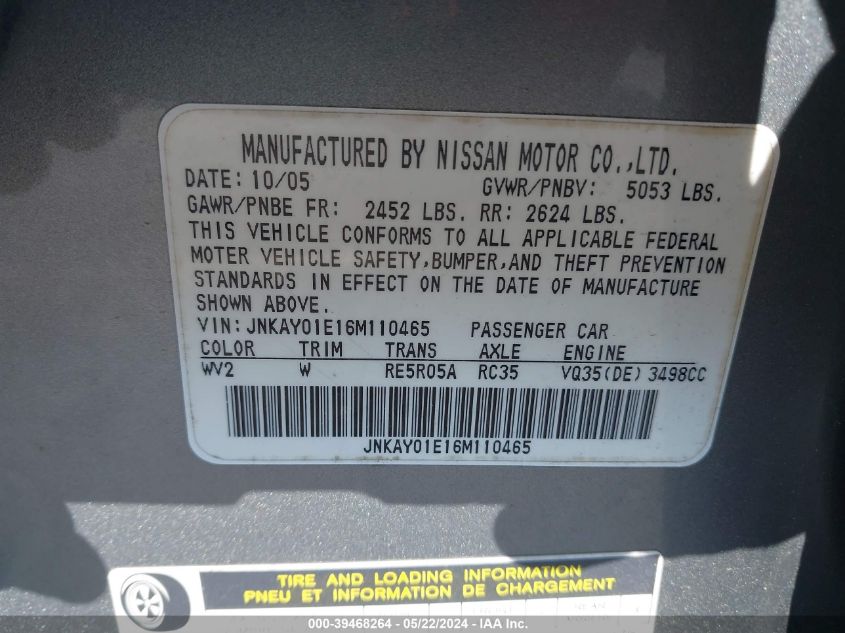 MANUFACTURED BY NISSAN MOTOR CO.,LTD.
DATE: 10/05 GVWR/PNBV: 5053 LBS.
GAWR/PNBE FR: 2452 LBS. RR: 2624 LBS.
THIS VEHICLE CONFORMS TO ALL APPLICABLE FEDERAL
MOTER VEHICLE SAFETY,BUMPER,AND THEFT PREVENTION
STANDARDS IN EFFECT ON THE DATE OF MANUFACTURE
SHOWN ABOVE.
VIN: JNKAY01E16M110465 PASSENGER CAR
COLOR TRIM TRANS AXLE ENGINE
WV2 W RE5R05A RC35 VQ35(DE) 3498CC
JNKAY01E16M110465
TIRE AND LOADING INFORMATION
PNEU ET INFORMATION DE CHARGEMENT
000-39468264 - 05/22/2024 - IAA Inc.